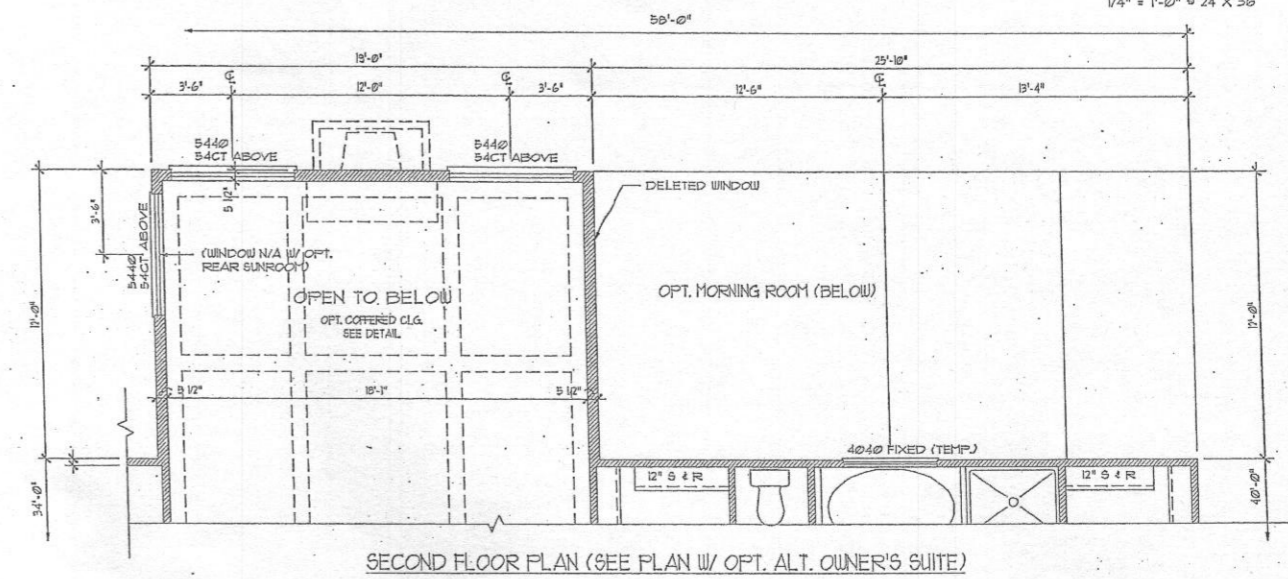 1/4" = 1'-0" @ 24 X 36
58'-0"
19'-0"
25'-10"
3'-6"
℄
12'-0"
℄
3'-6"
12'-6"
℄
13'-4"
5440
54CT ABOVE
5440
54CT ABOVE
DELETED WINDOW
5 1/2"
3'-6"
5440
54CT ABOVE
(WINDOW N/A W/ OPT.
REAR SUNROOM)
OPEN TO BELOW
OPT. COFFERED CLG.
SEE DETAIL
OPT. MORNING ROOM (BELOW)
12'-0"
5 1/2"
18'-1"
5 1/2"
4040 FIXED (TEMP.)
12" S & R
12" S & R
34'-0"
40'-0"
SECOND FLOOR PLAN (SEE PLAN W/ OPT. ALT. OWNER'S SUITE)